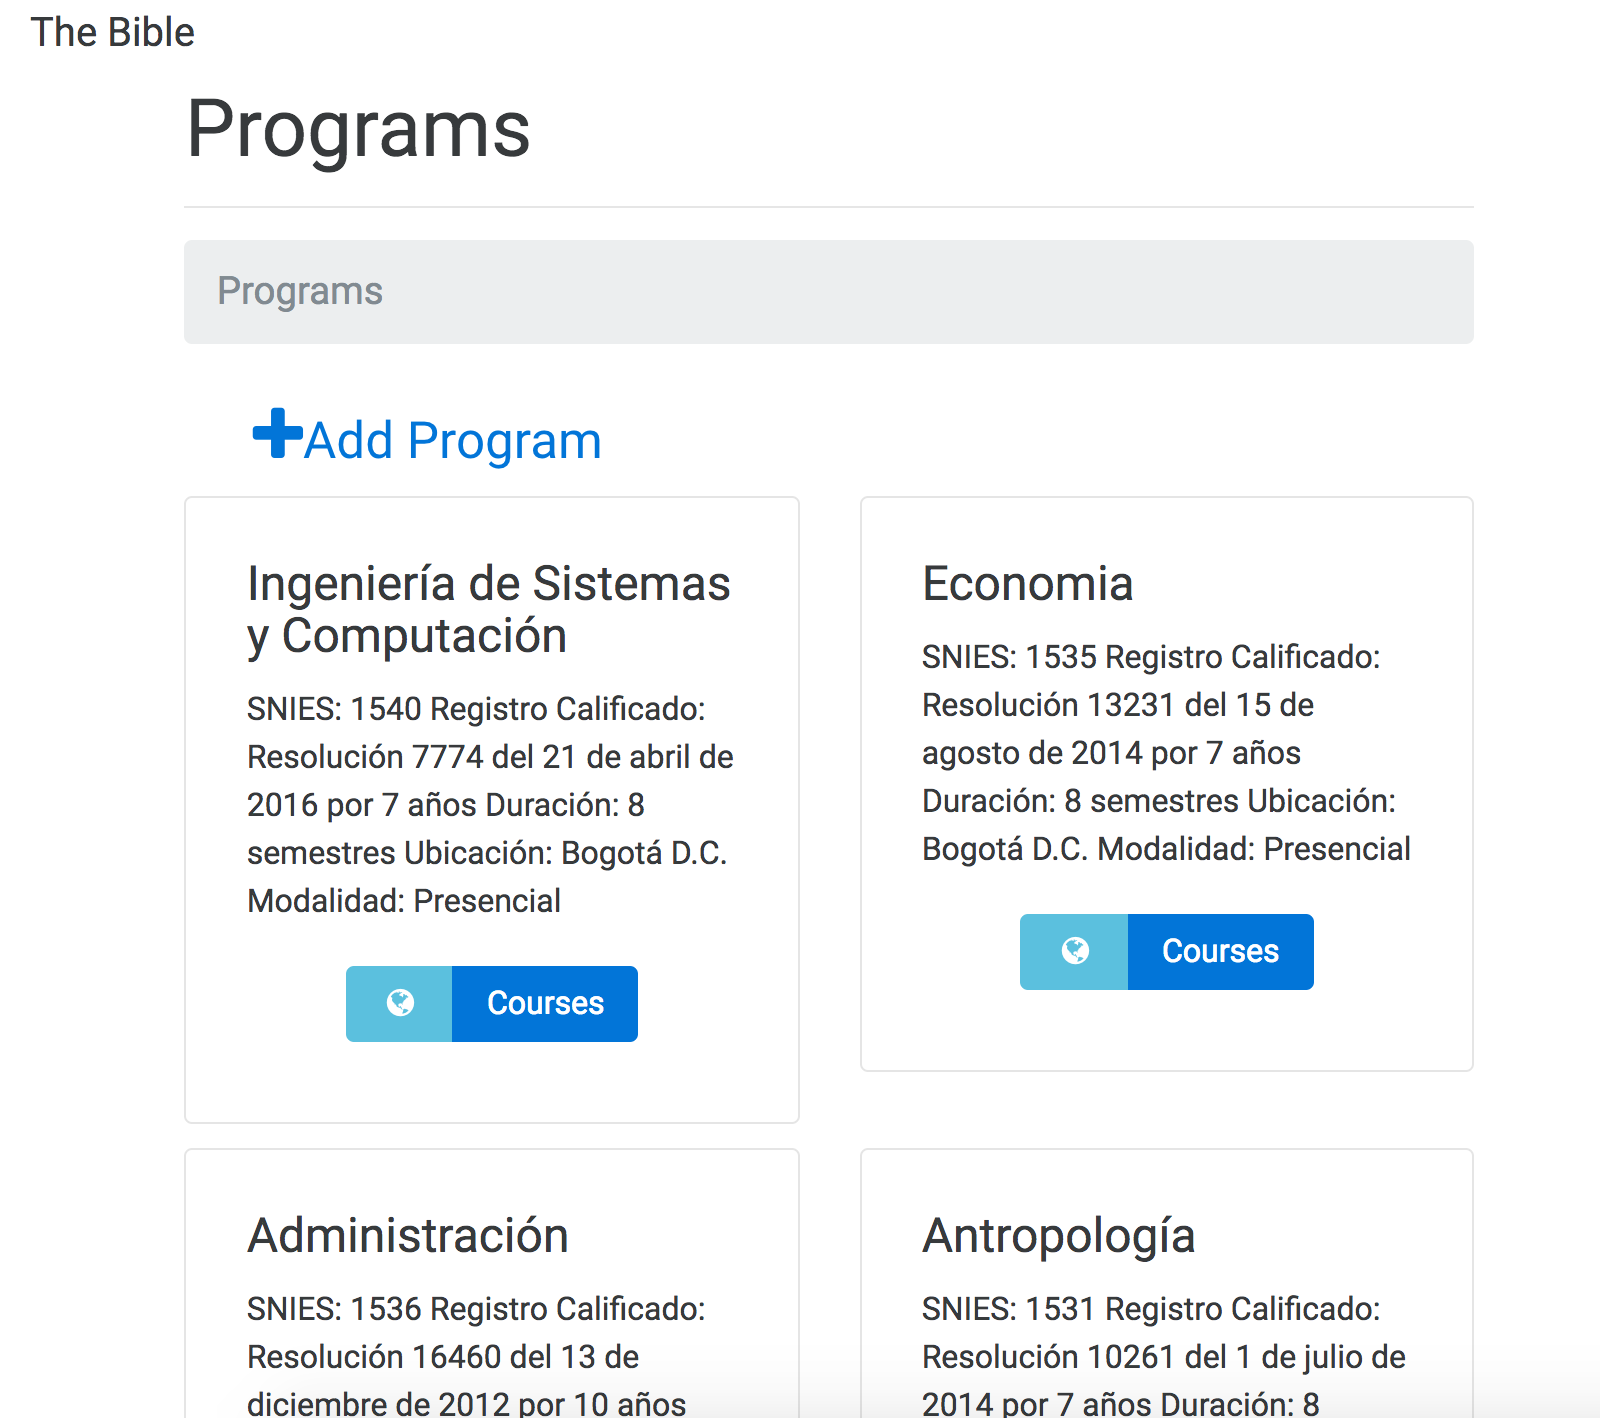 The Bible
Programs
Programs
Add Program
Ingeniería de Sistemas
y Computación
SNIES: 1540 Registro Calificado:
Resolución 7774 del 21 de abril de
2016 por 7 años Duración: 8
semestres Ubicación: Bogotá D.C.
Modalidad: Presencial
Courses
Economia
SNIES: 1535 Registro Calificado:
Resolución 13231 del 15 de
agosto de 2014 por 7 años
Duración: 8 semestres Ubicación:
Bogotá D.C. Modalidad: Presencial
Courses
Administración
SNIES: 1536 Registro Calificado:
Resolución 16460 del 13 de
diciembre de 2012 por 10 años
Antropología
SNIES: 1531 Registro Calificado:
Resolución 10261 del 1 de julio de
2014 por 7 años Duración: 8